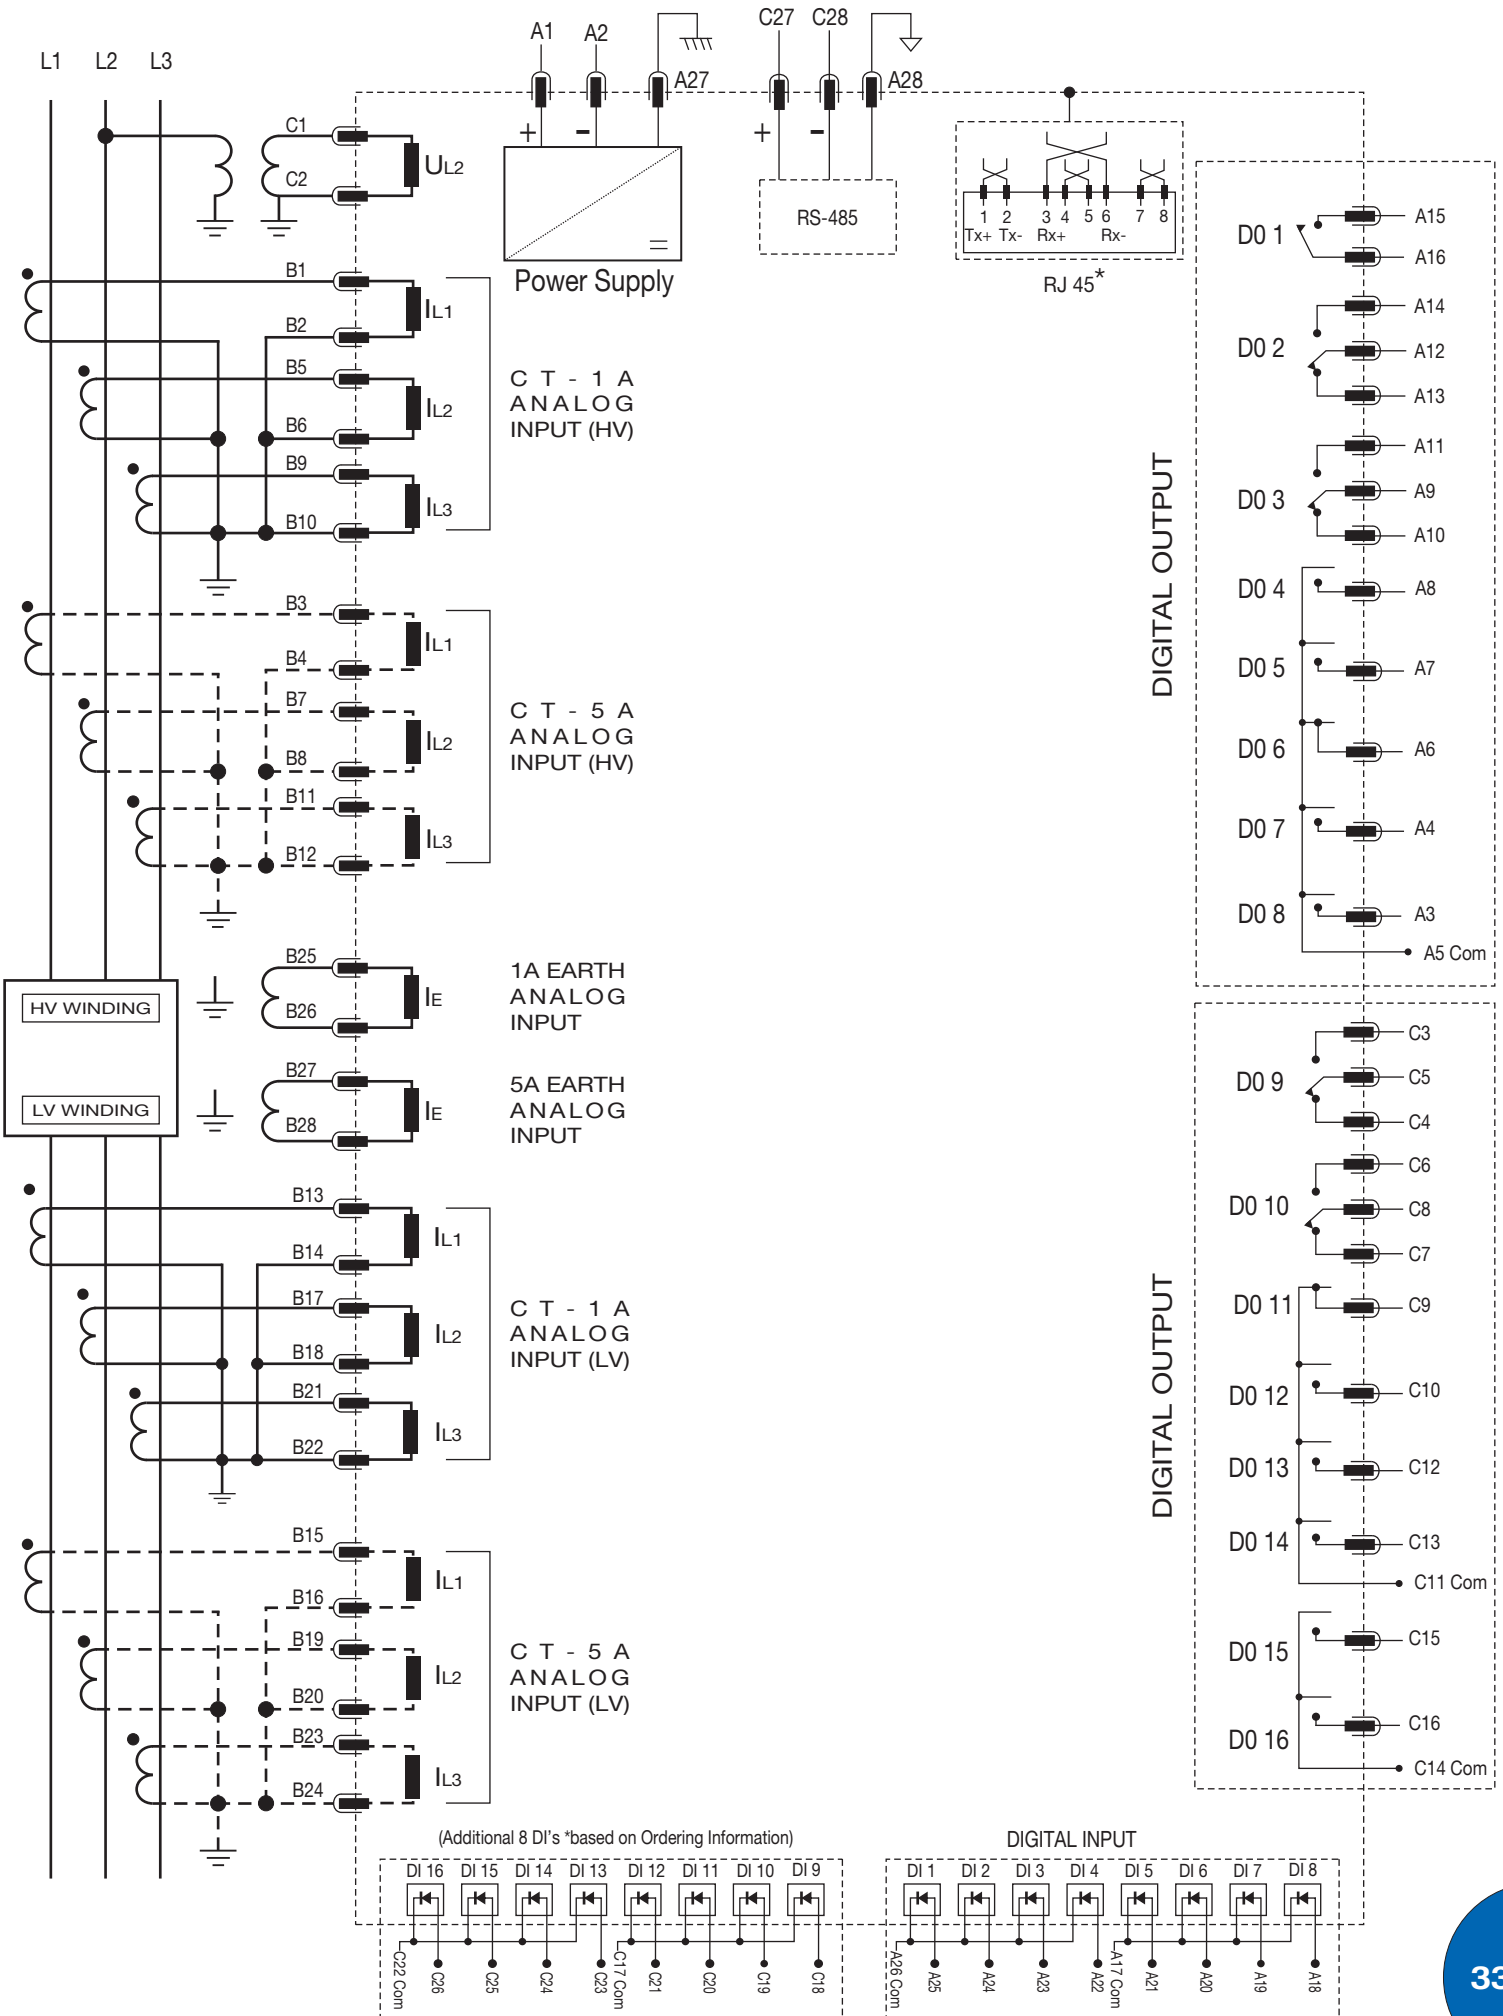 L1 L2 L3
A1 A2 A27
C27 C28 A28
C1
C2
UL2
+ -
Power Supply
+ -
RS-485
1 2 3 4 5 6 7 8
Tx+ Tx- Rx+ Rx-
RJ 45*
B1
B2
B5
B6
B9
B10
IL1
IL2
IL3
CT-1A
ANALOG
INPUT (HV)
B3
B4
B7
B8
B11
B12
IL1
IL2
IL3
CT-5A
ANALOG
INPUT (HV)
HV WINDING
LV WINDING
B25
B26
IE
1A EARTH
ANALOG
INPUT
B27
B28
IE
5A EARTH
ANALOG
INPUT
B13
B14
B17
B18
B21
B22
IL1
IL2
IL3
CT-1A
ANALOG
INPUT (LV)
B15
B16
B19
B20
B23
B24
IL1
IL2
IL3
CT-5A
ANALOG
INPUT (LV)
DIGITAL OUTPUT
D0 1
A15
A16
D0 2
A14
A12
A13
D0 3
A11
A9
A10
D0 4 A8
D0 5 A7
D0 6 A6
D0 7 A4
D0 8 A3
A5 Com
DIGITAL OUTPUT
D0 9
C3
C5
C4
D0 10
C6
C8
C7
D0 11 C9
D0 12 C10
D0 13 C12
D0 14 C13
C11 Com
D0 15 C15
D0 16 C16
C14 Com
(Additional 8 DI's *based on Ordering Information)
DI 16 DI 15 DI 14 DI 13 DI 12 DI 11 DI 10 DI 9
C22 Com C26 C25 C24 C23 C17 Com C21 C20 C19 C18
DIGITAL INPUT
DI 1 DI 2 DI 3 DI 4 DI 5 DI 6 DI 7 DI 8
A26 Com A25 A24 A23 A22 A17 Com A21 A20 A19 A18
33